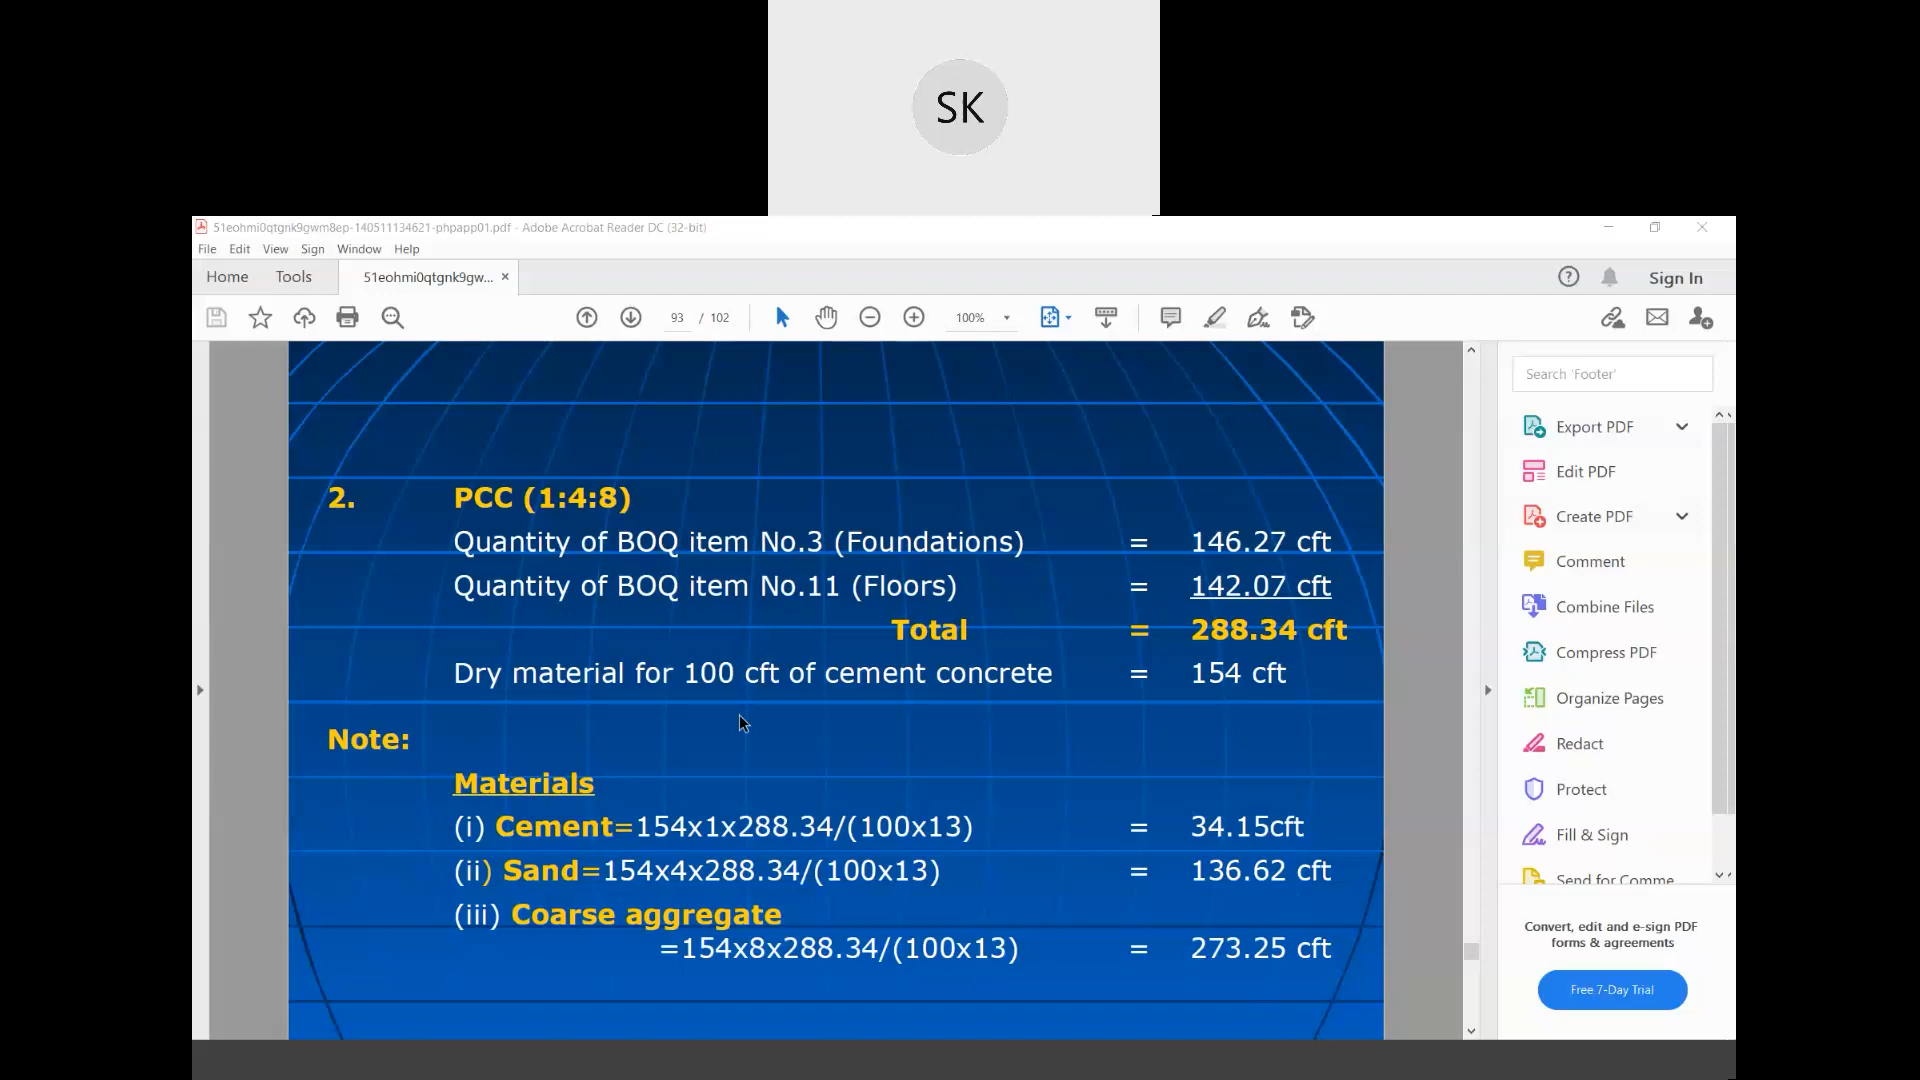 SK
51eohmi0qtgnk9gwm8ep-140511134621-phpapp01.pdf - Adobe Acrobat Reader DC (32-bit)
File Edit View Sign Window Help
Home Tools 51eohmi0qtgnk9gw... × Sign In
93 / 102 100%
2. PCC (1:4:8)
Quantity of BOQ item No.3 (Foundations) = 146.27 cft
Quantity of BOQ item No.11 (Floors) = 142.07 cft
Total = 288.34 cft
Dry material for 100 cft of cement concrete = 154 cft
Note:
Materials
(i) Cement=154x1x288.34/(100x13) = 34.15cft
(ii) Sand=154x4x288.34/(100x13) = 136.62 cft
(iii) Coarse aggregate
=154x8x288.34/(100x13) = 273.25 cft
Search 'Footer'
Export PDF
Edit PDF
Create PDF
Comment
Combine Files
Compress PDF
Organize Pages
Redact
Protect
Fill & Sign
Send for Comme
Convert, edit and e-sign PDF
forms & agreements
Free 7-Day Trial